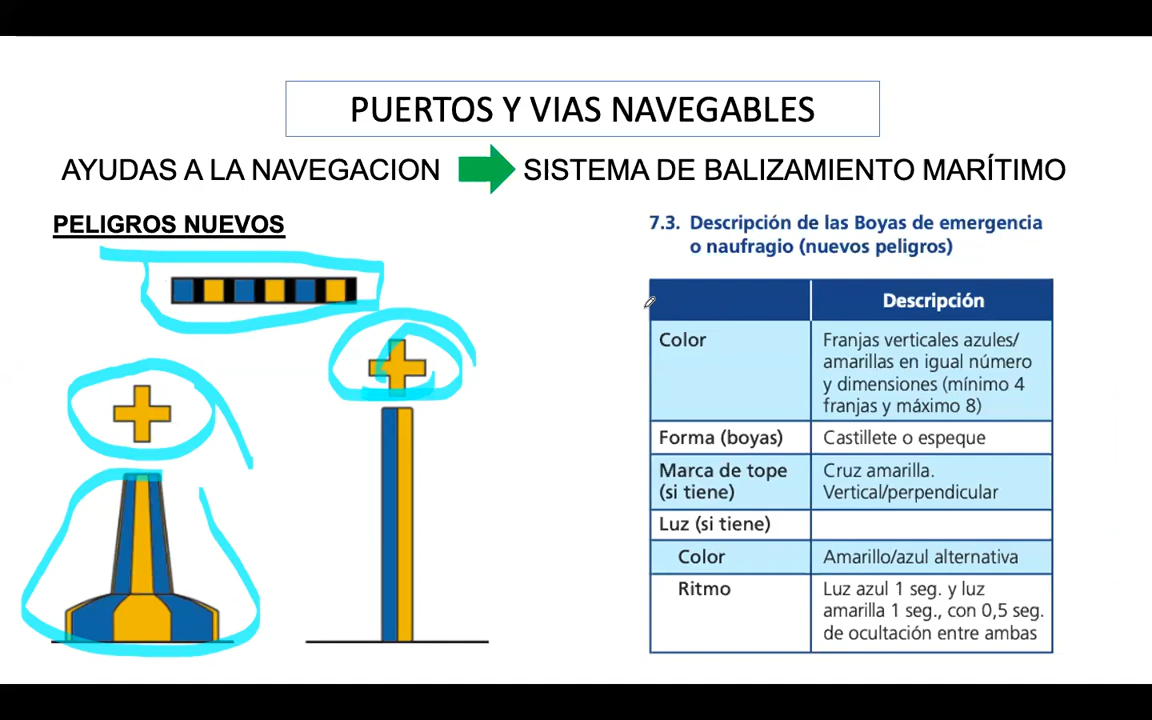 PUERTOS Y VIAS NAVEGABLES
AYUDAS A LA NAVEGACION
SISTEMA DE BALIZAMIENTO MARÍTIMO
PELIGROS NUEVOS
7.3. Descripción de las Boyas de emergencia
o naufragio (nuevos peligros)
Descripción
Color
Franjas verticales azules/
amarillas en igual número
y dimensiones (mínimo 4
franjas y máximo 8)
Forma (boyas)
Castillete o espeque
Marca de tope
(si tiene)
Cruz amarilla.
Vertical/perpendicular
Luz (si tiene)
Color
Amarillo/azul alternativa
Ritmo
Luz azul 1 seg. y luz
amarilla 1 seg., con 0,5 seg.
de ocultación entre ambas